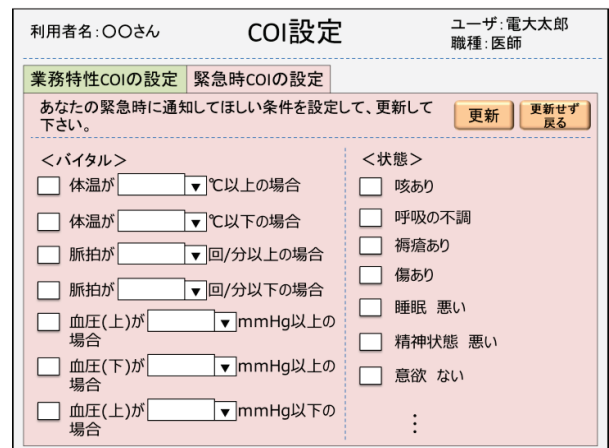 利用者名:〇〇さん
COI設定
ユーザ:電大太郎
職種:医師
業務特性COIの設定
緊急時COIの設定
あなたの緊急時に通知してほしい条件を設定して、更新して
下さい。
更新
更新せず
戻る
<バイタル>
体温が ▼ ℃以上の場合
体温が ▼ ℃以下の場合
脈拍が ▼ 回/分以上の場合
脈拍が ▼ 回/分以下の場合
血圧(上)が ▼ mmHg以上の
場合
血圧(下)が ▼ mmHg以上の
場合
血圧(上)が ▼ mmHg以下の
場合
<状態>
咳あり
呼吸の不調
褥瘡あり
傷あり
睡眠 悪い
精神状態 悪い
意欲 ない
⋮